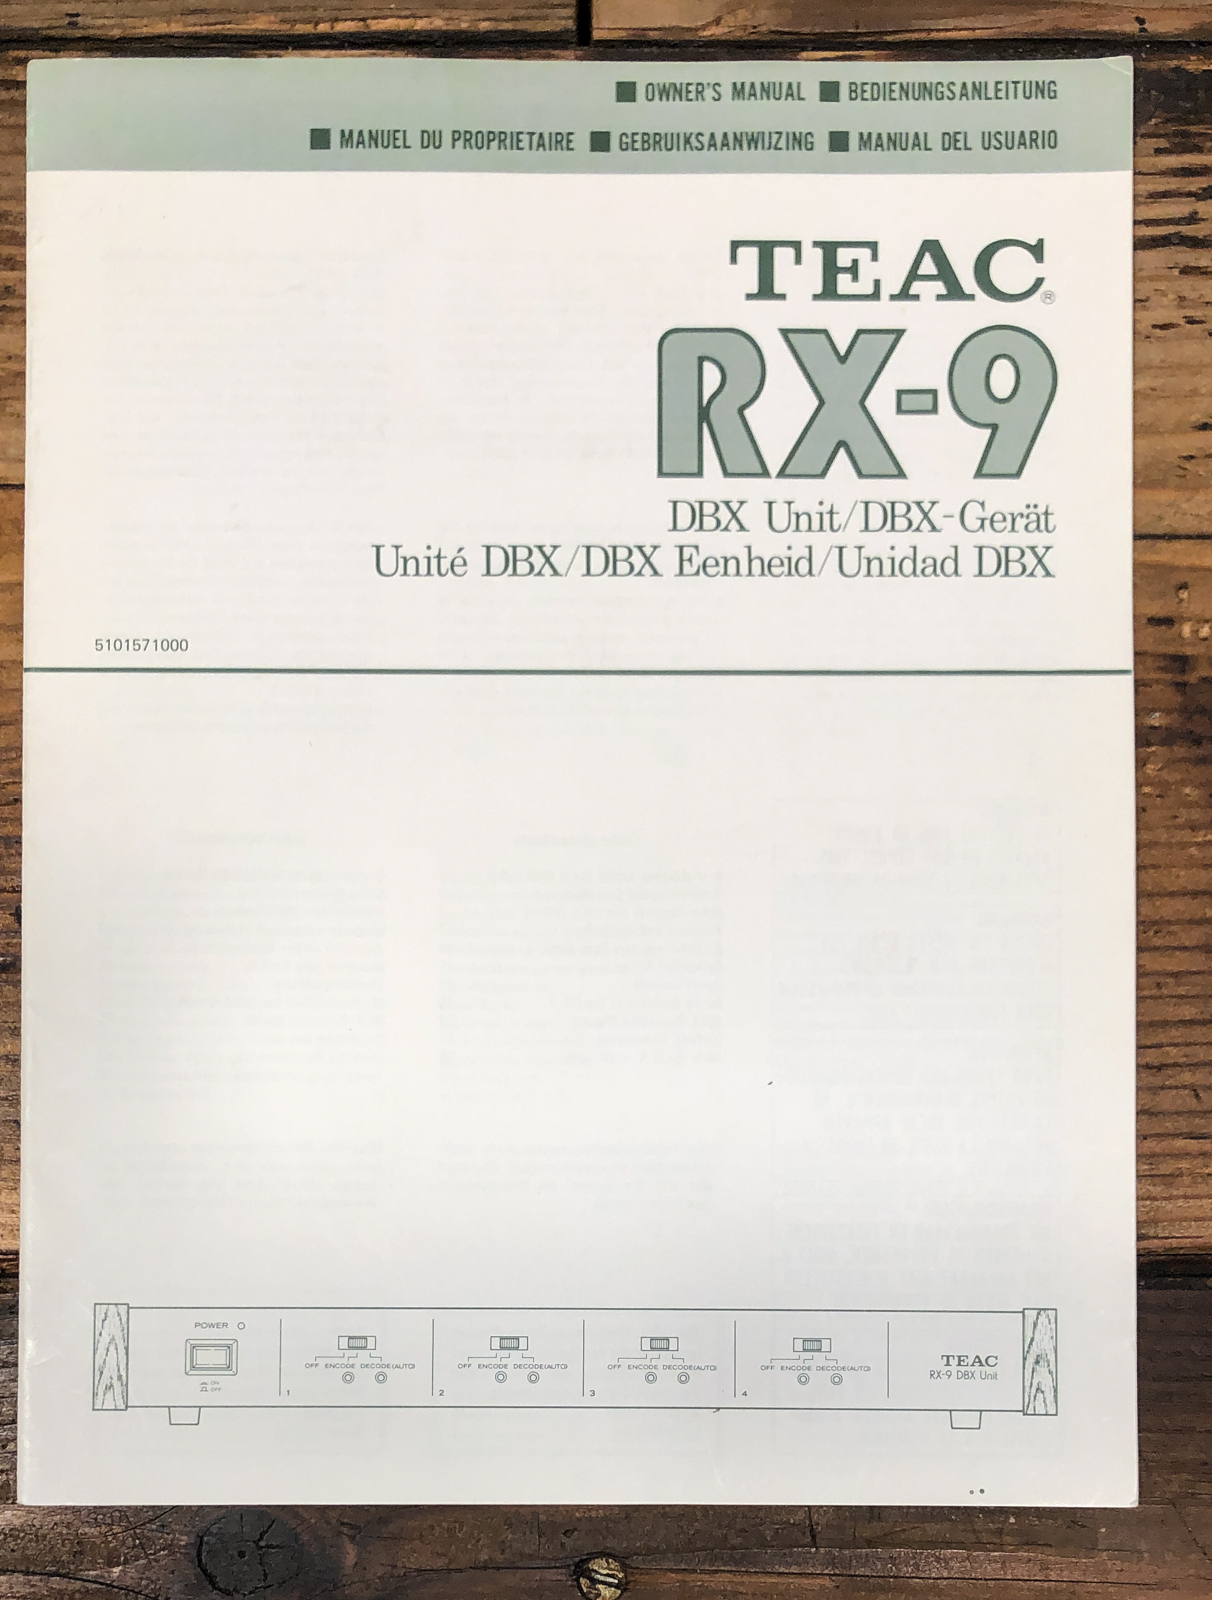 ■ OWNER'S MANUAL ■ BEDIENUNGSANLEITUNG
■ MANUEL DU PROPRIETAIRE ■ GEBRUIKSAANWIJZING ■ MANUAL DEL USUARIO
TEAC®
RX-9
DBX Unit/DBX-Gerät
Unité DBX/DBX Eenheid/Unidad DBX
5101571000
POWER
ON
OFF
OFF ENCODE DECODE(AUTO)
1
OFF ENCODE DECODE(AUTO)
2
OFF ENCODE DECODE(AUTO)
3
OFF ENCODE DECODE(AUTO)
4
TEAC
RX-9 DBX Unit